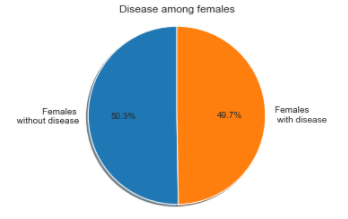 Disease among females
Females
without disease
50.3%
49.7%
Females
with disease